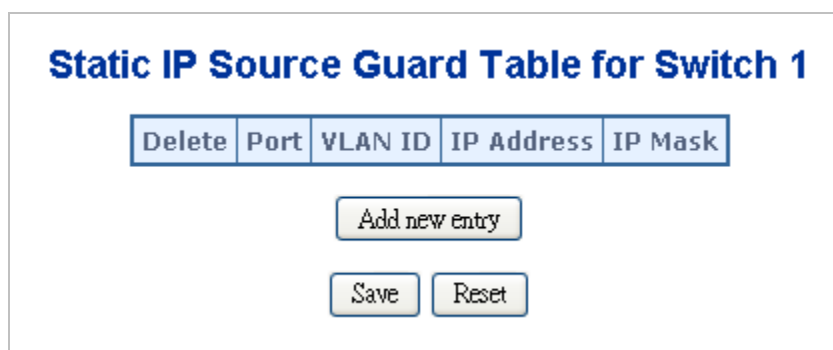 Static IP Source Guard Table for Switch 1
Delete Port VLAN ID IP Address IP Mask
Add new entry
Save Reset